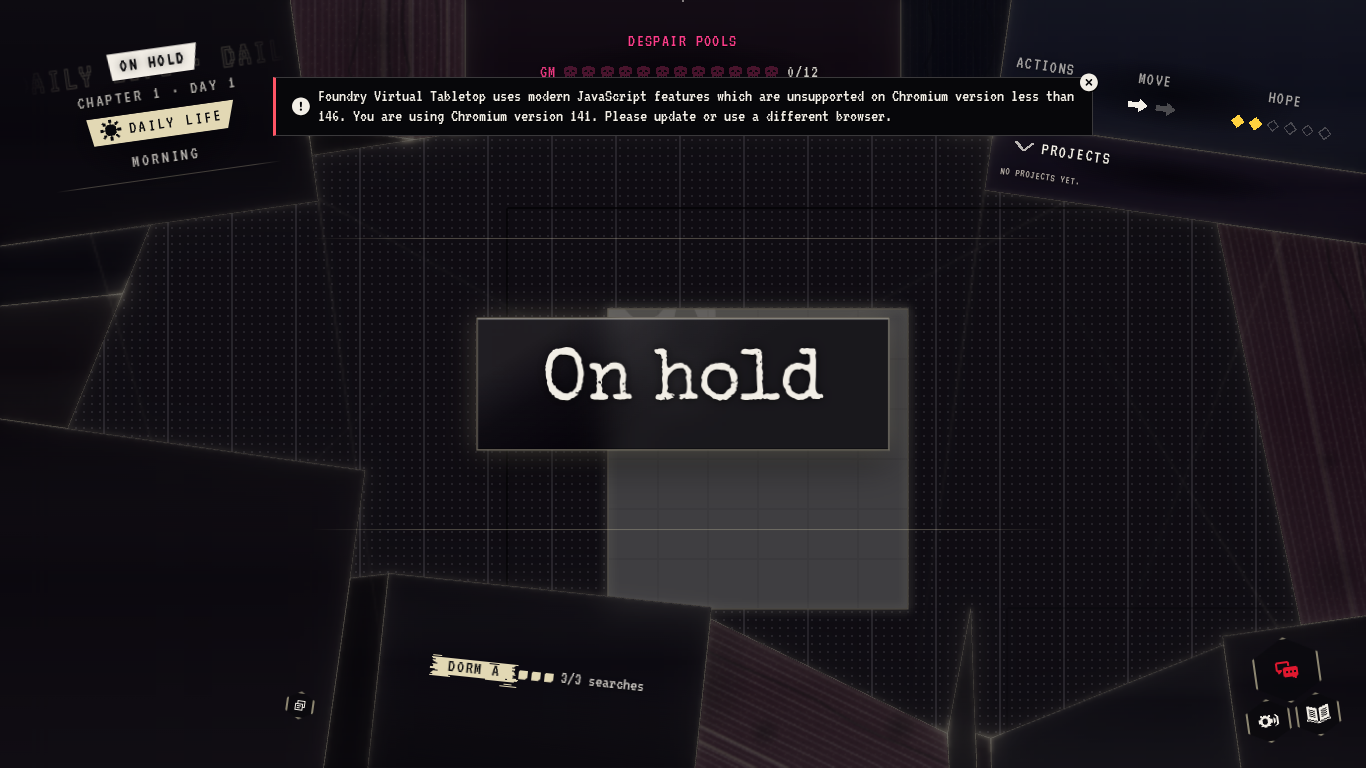 ON HOLD
CHAPTER 1 · DAY 1
DAILY LIFE
MORNING
DESPAIR POOLS
GM 0/12
Foundry Virtual Tabletop uses modern JavaScript features which are unsupported on Chromium version less than
146. You are using Chromium version 141. Please update or use a different browser.
ACTIONS
MOVE
HOPE
PROJECTS
NO PROJECTS YET.
On hold
DORM A 3/3 searches